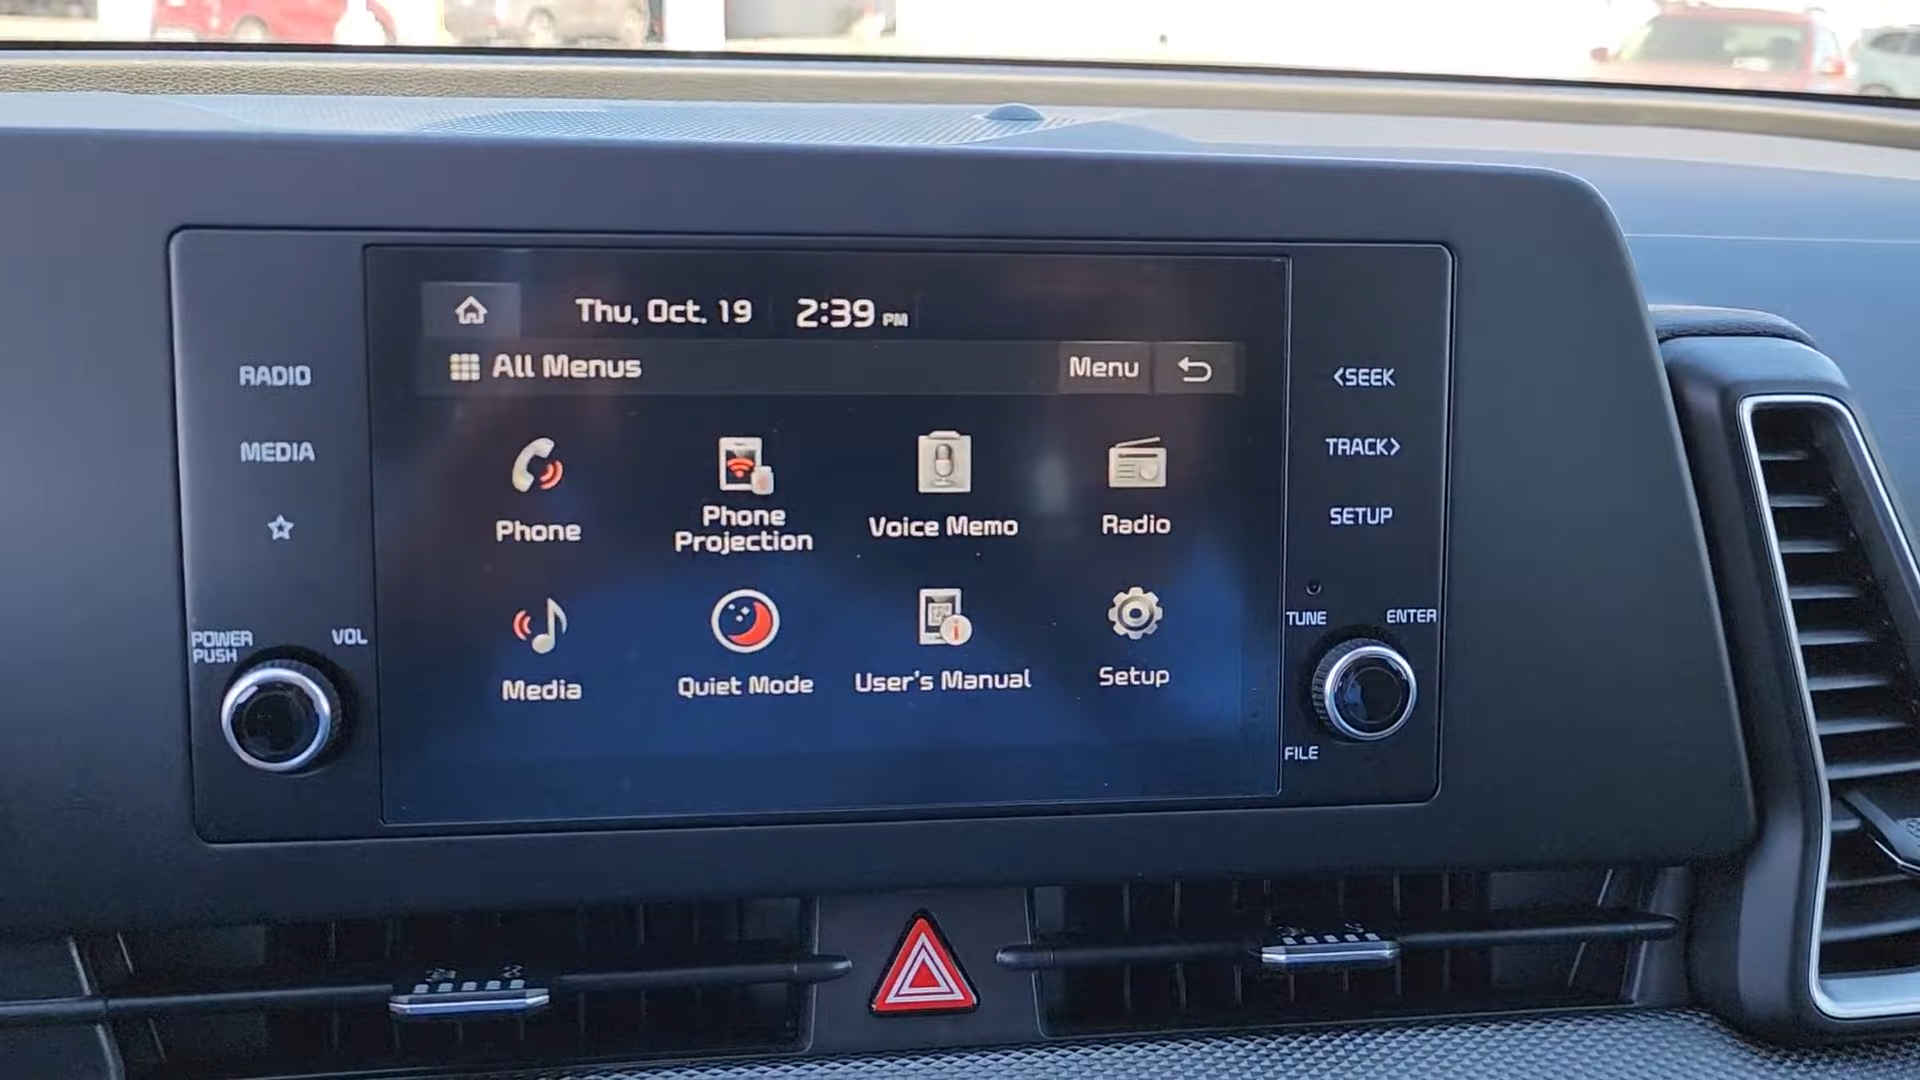 Thu, Oct. 19 2:39 PM
All Menus Menu
RADIO
MEDIA
POWER
PUSH
VOL
Phone
Phone
Projection
Voice Memo
Radio
Media
Quiet Mode
User's Manual
Setup
<SEEK
TRACK>
SETUP
TUNE
ENTER
FILE